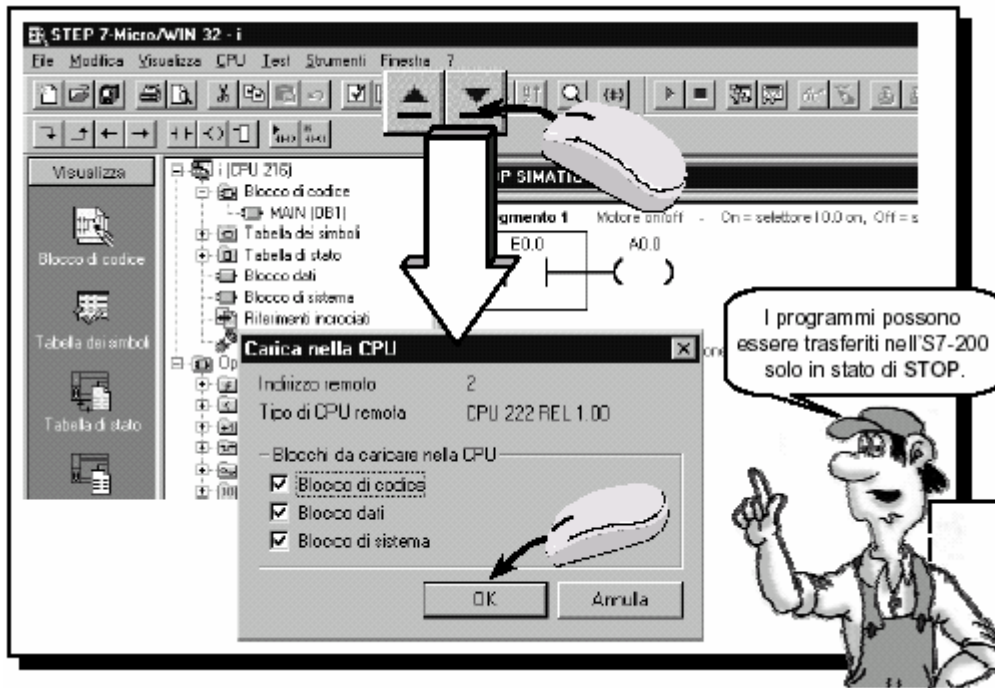 STEP 7-Micro/WIN 32 - i
File Modifica Visualizza CPU Test Strumenti Finestra ?
Visualizza
Blocco di codice
Tabella dei simboli
Tabella di stato
i (CPU 216)
Blocco di codice
MAIN (OB1)
Tabella dei simboli
Tabella di stato
Blocco dati
Blocco di sistema
Riferimenti incrociati
Op
OP SIMATIC
gmento 1 Motore on/off - On = selettore I0.0 on, Off = s
E0.0 A0.0
one
Carica nella CPU
Indirizzo remoto 2
Tipo di CPU remota CPU 222 REL 1.00
Blocchi da caricare nella CPU
Blocco di codice
Blocco dati
Blocco di sistema
OK Annulla
I programmi possono
essere trasferiti nell'S7-200
solo in stato di STOP.